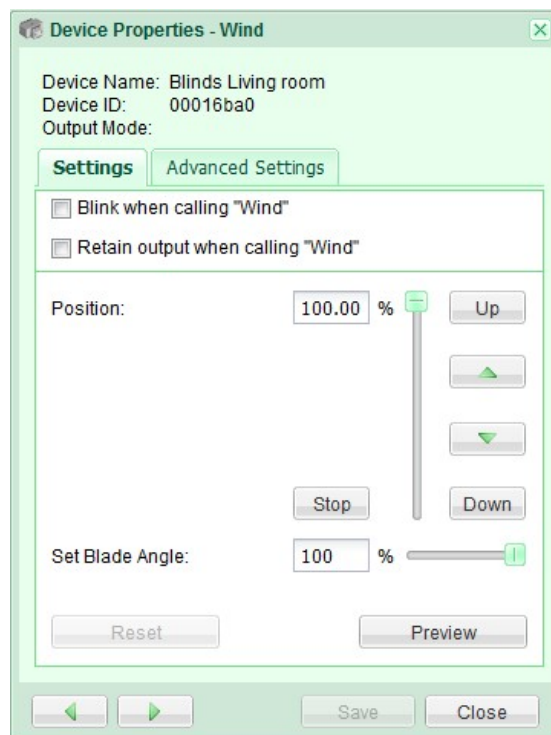 Device Properties - Wind
Device Name: Blinds Living room
Device ID: 00016ba0
Output Mode:
Settings Advanced Settings
Blink when calling "Wind"
Retain output when calling "Wind"
Position: 100.00 % Up
Stop Down
Set Blade Angle: 100 %
Reset Preview
Save Close